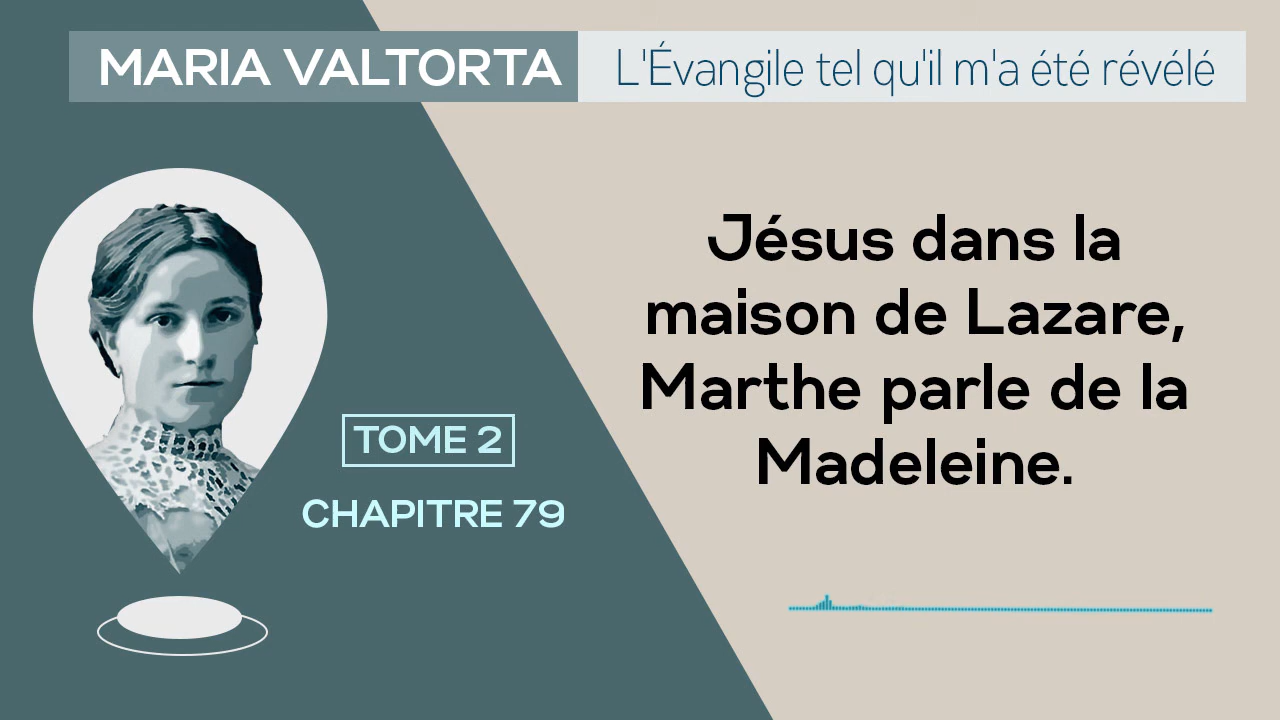 MARIA VALTORTA
L'Évangile tel qu'il m'a été révélé
Jésus dans la
maison de Lazare,
Marthe parle de la
Madeleine.
TOME 2
CHAPITRE 79